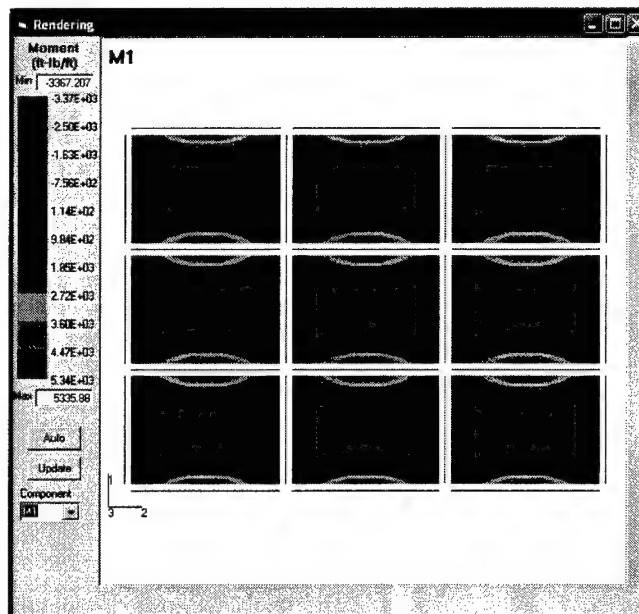 Rendering
Moment
(ft-lb/ft)
Min -3367.207
-3.37E+03
-2.50E+03
-1.63E+03
-7.56E+02
1.14E+02
9.84E+02
1.85E+03
2.72E+03
3.60E+03
4.47E+03
5.34E+03
Max 5335.88
Auto
Update
Component
M1
M1
1
3 2